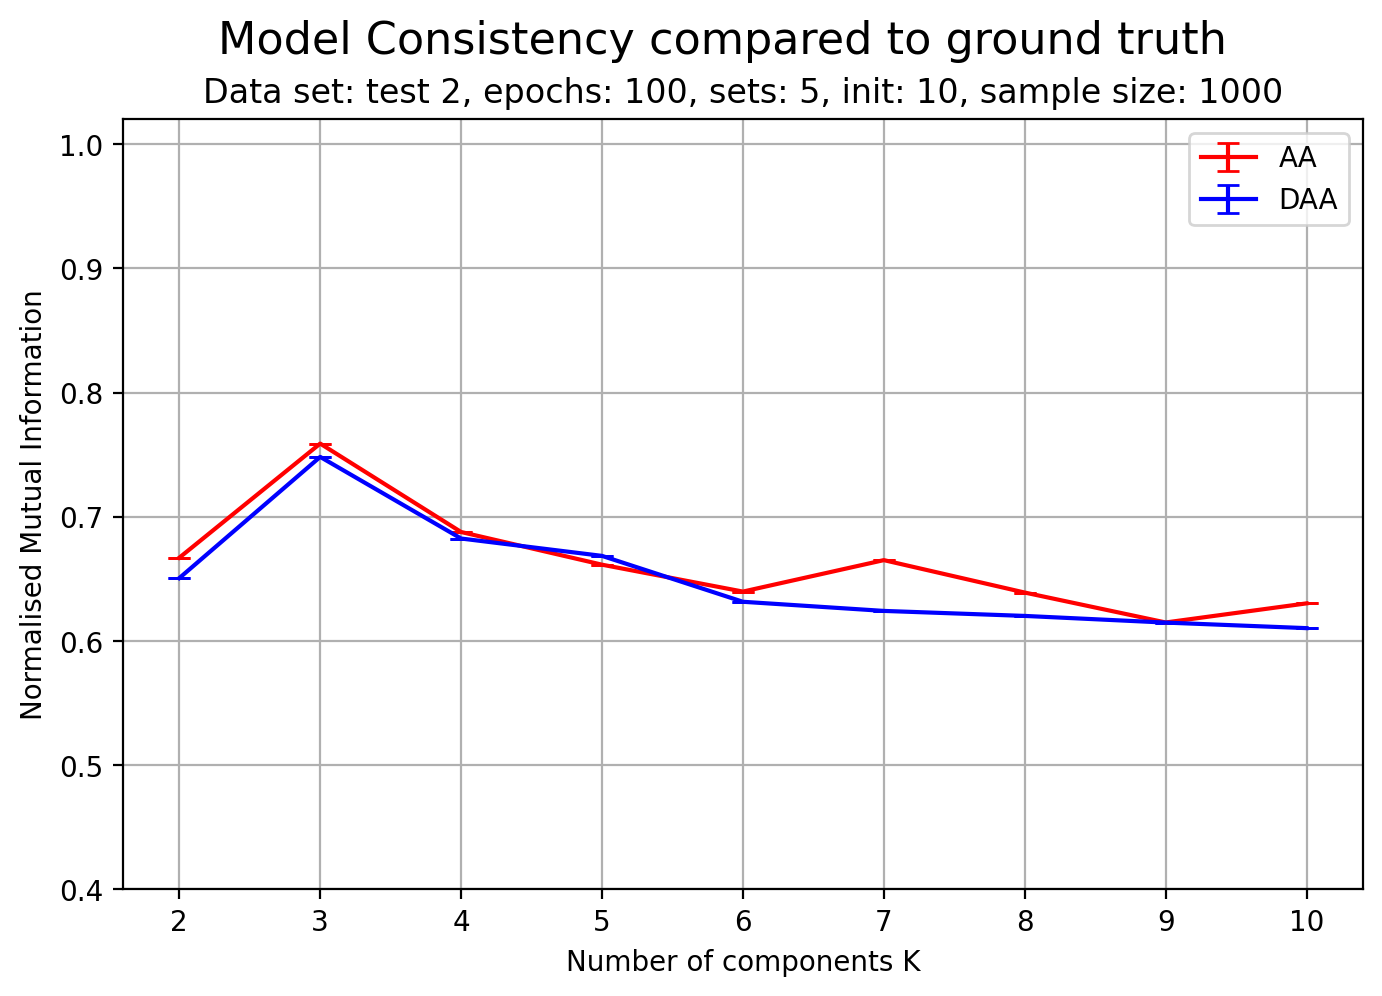 Model Consistency compared to ground truth
Data set: test 2, epochs: 100, sets: 5, init: 10, sample size: 1000
AA
DAA
Normalised Mutual Information
1.0
0.9
0.8
0.7
0.6
0.5
0.4
2 3 4 5 6 7 8 9 10
Number of components K